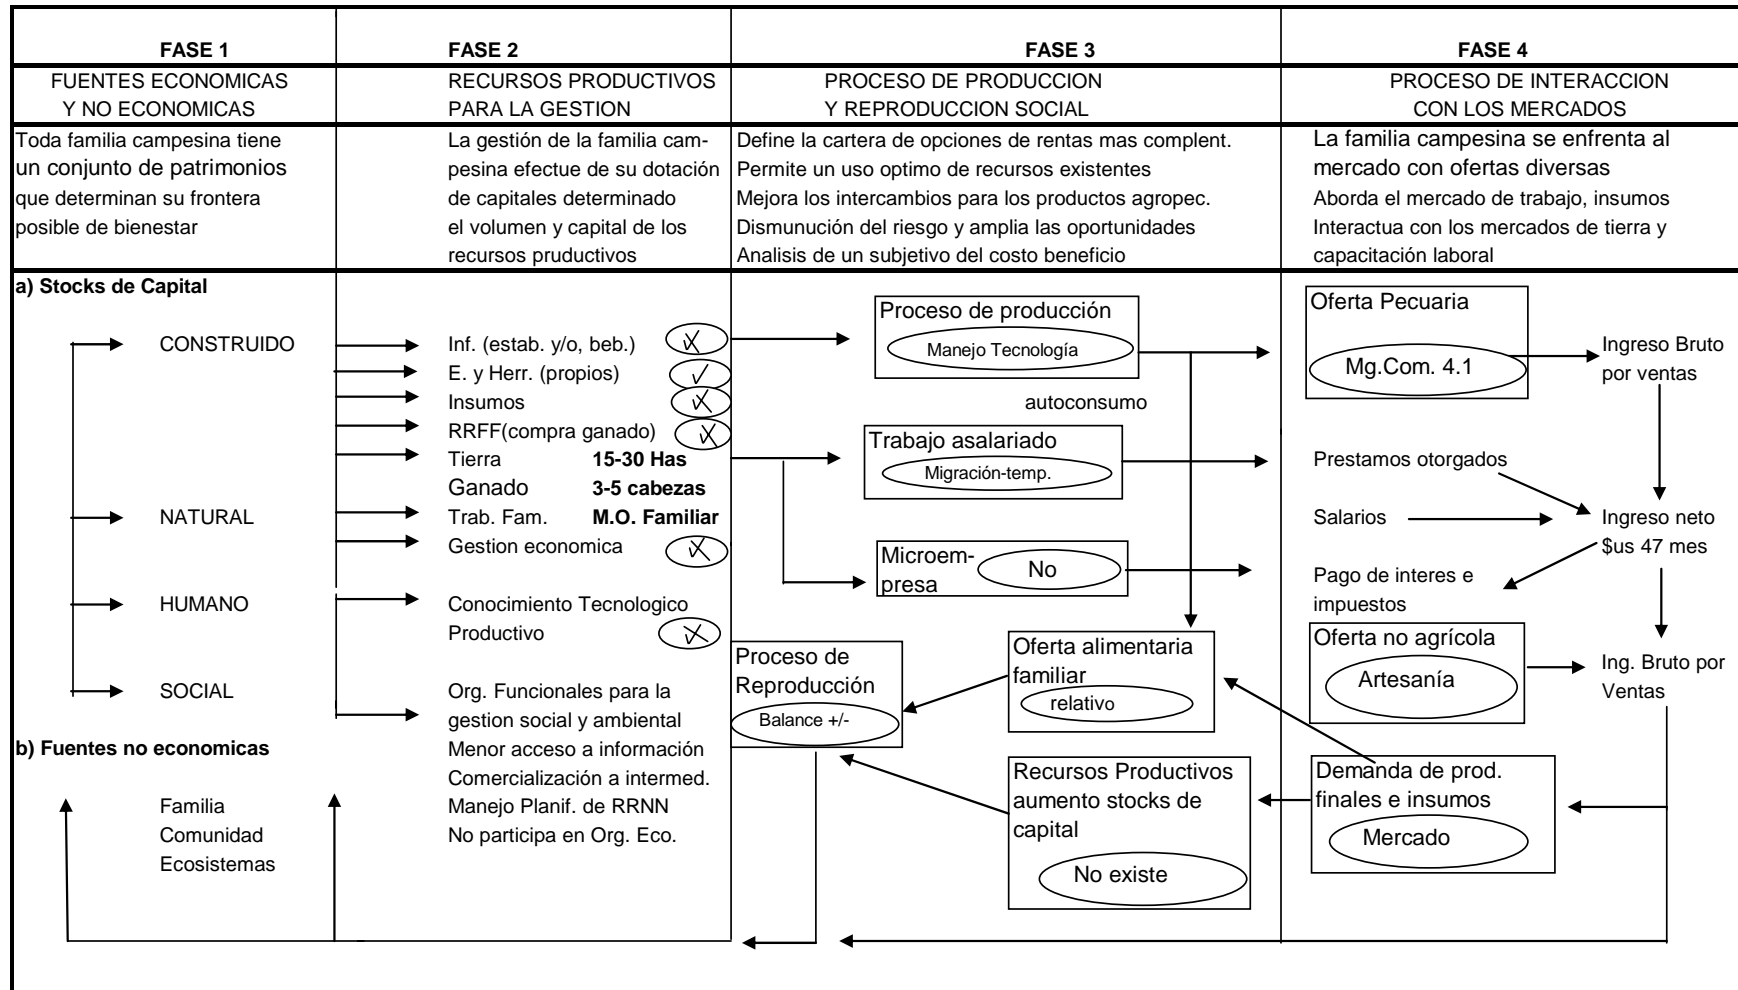 FASE 1
FASE 2
FASE 3
FASE 4
FUENTES ECONOMICAS
Y NO ECONOMICAS
RECURSOS PRODUCTIVOS
PARA LA GESTION
PROCESO DE PRODUCCION
Y REPRODUCCION SOCIAL
PROCESO DE INTERACCION
CON LOS MERCADOS
Toda familia campesina tiene
un conjunto de patrimonios
que determinan su frontera
posible de bienestar
La gestión de la familia cam-
pesina efectue de su dotación
de capitales determinado
el volumen y capital de los
recursos pructivos
Define la cartera de opciones de rentas mas complent.
Permite un uso optimo de recursos existentes
Mejora los intercambios para los productos agropec.
Dismunución del riesgo y amplia las oportunidades
Analisis de un subjetivo del costo beneficio
La familia campesina se enfrenta al
mercado con ofertas diversas
Aborda el mercado de trabajo, insumos
Interactua con los mercados de tierra y
capacitación laboral
a) Stocks de Capital
CONSTRUIDO
NATURAL
HUMANO
SOCIAL
b) Fuentes no economicas
Familia
Comunidad
Ecosistemas
Inf. (estab. y/o, beb.)
E. y Herr. (propios)
Insumos
RRFF(compra ganado)
Tierra 15-30 Has
Ganado 3-5 cabezas
Trab. Fam. M.O. Familiar
Gestion economica
Conocimiento Tecnologico
Productivo
Org. Funcionales para la
gestion social y ambiental
Menor acceso a información
Comercialización a intermed.
Manejo Planif. de RRNN
No participa en Org. Eco.
Proceso de producción
Manejo Tecnología
autoconsumo
Trabajo asalariado
Migración-temp.
Microem-
presa
No
Proceso de
Reproducción
Balance +/-
Oferta alimentaria
familiar
relativo
Recursos Productivos
aumento stocks de
capital
No existe
Oferta Pecuaria
Mg.Com. 4.1
Ingreso Bruto
por ventas
Prestamos otorgados
Salarios
Ingreso neto
$us 47 mes
Pago de interes e
impuestos
Oferta no agrícola
Artesanía
Ing. Bruto por
Ventas
Demanda de prod.
finales e insumos
Mercado